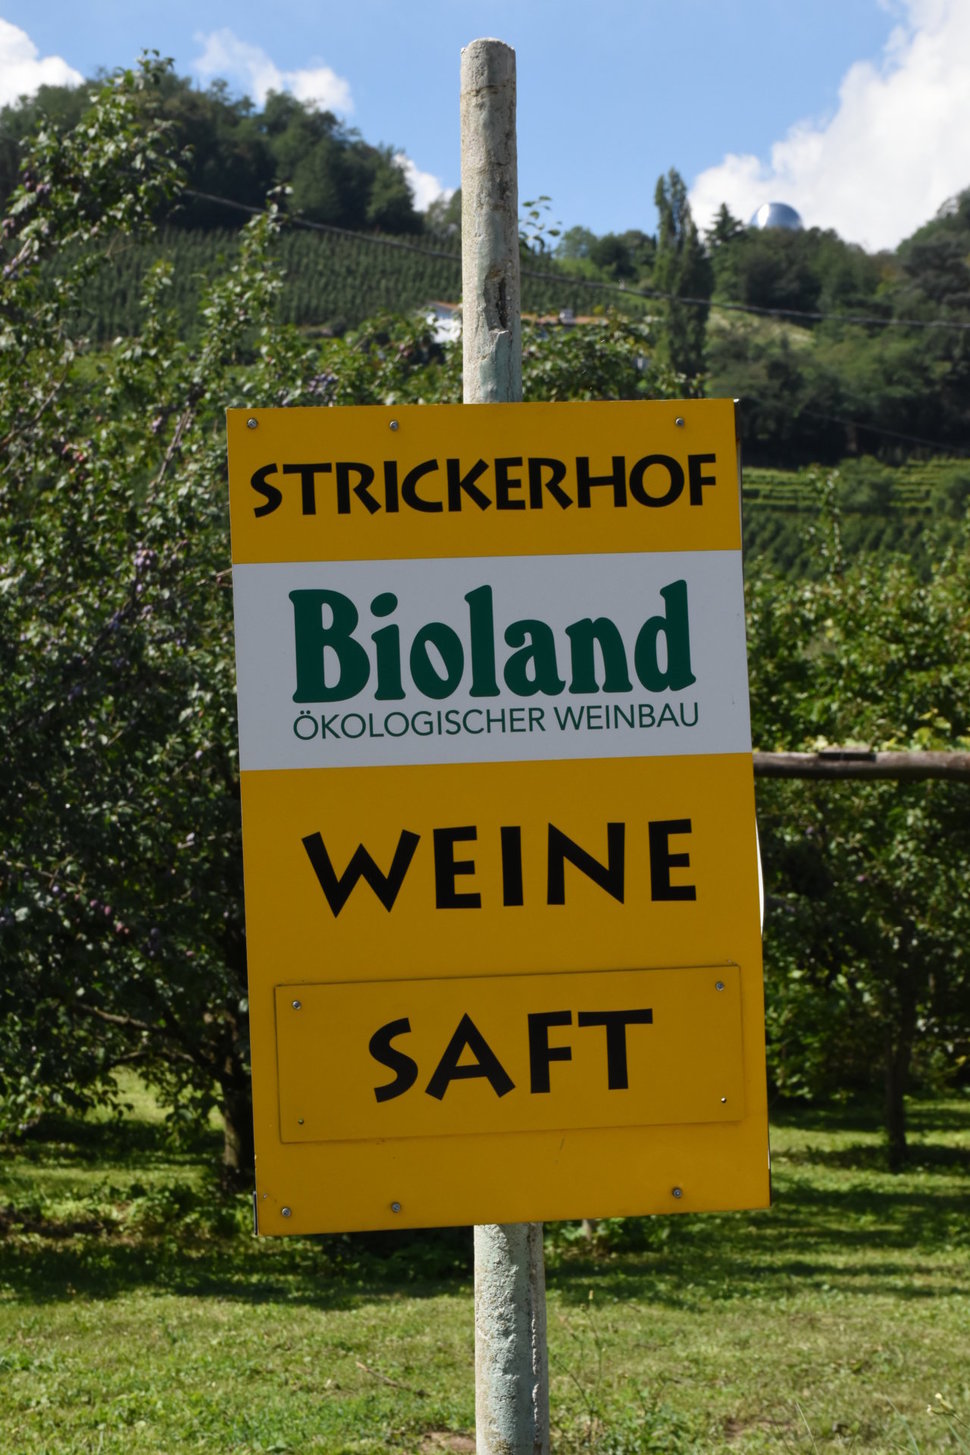 STRICKERHOF
Bioland
ÖKOLOGISCHER WEINBAU
WEINE
SAFT